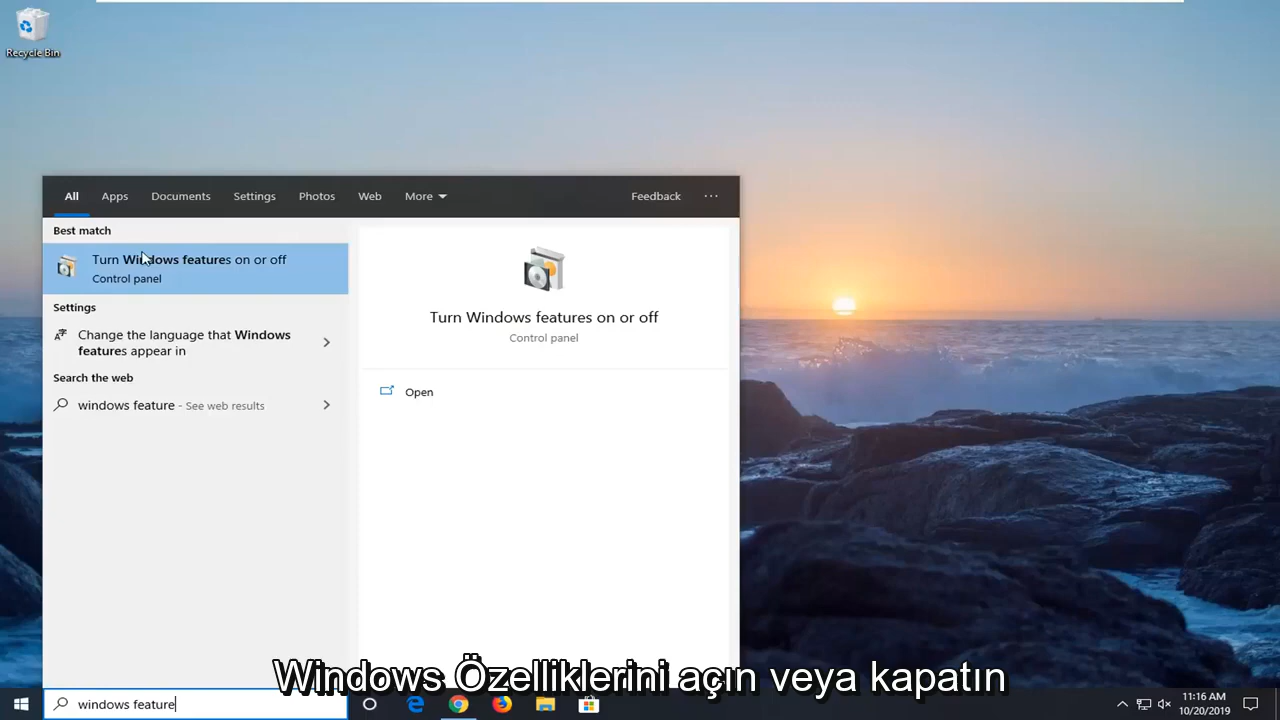 Recycle Bin
All Apps Documents Settings Photos Web More Feedback ...
Best match
Turn Windows features on or off
Control panel
Settings
Change the language that Windows
features appear in
Search the web
windows feature - See web results
Turn Windows features on or off
Control panel
Open
Windows Özelliklerini açın veya kapatın
windows feature
11:16 AM
10/20/2019